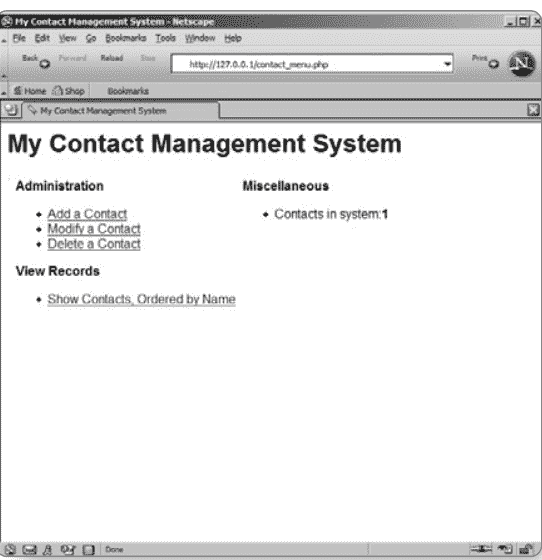 My Contact Management System - Netscape
File Edit View Go Bookmarks Tools Window Help
Back Forward Reload Stop http://127.0.0.1/contact_menu.php Print N
Home Shop Bookmarks
My Contact Management System
My Contact Management System
Administration
Miscellaneous
Add a Contact
Modify a Contact
Delete a Contact
Contacts in system:1
View Records
Show Contacts, Ordered by Name
Done